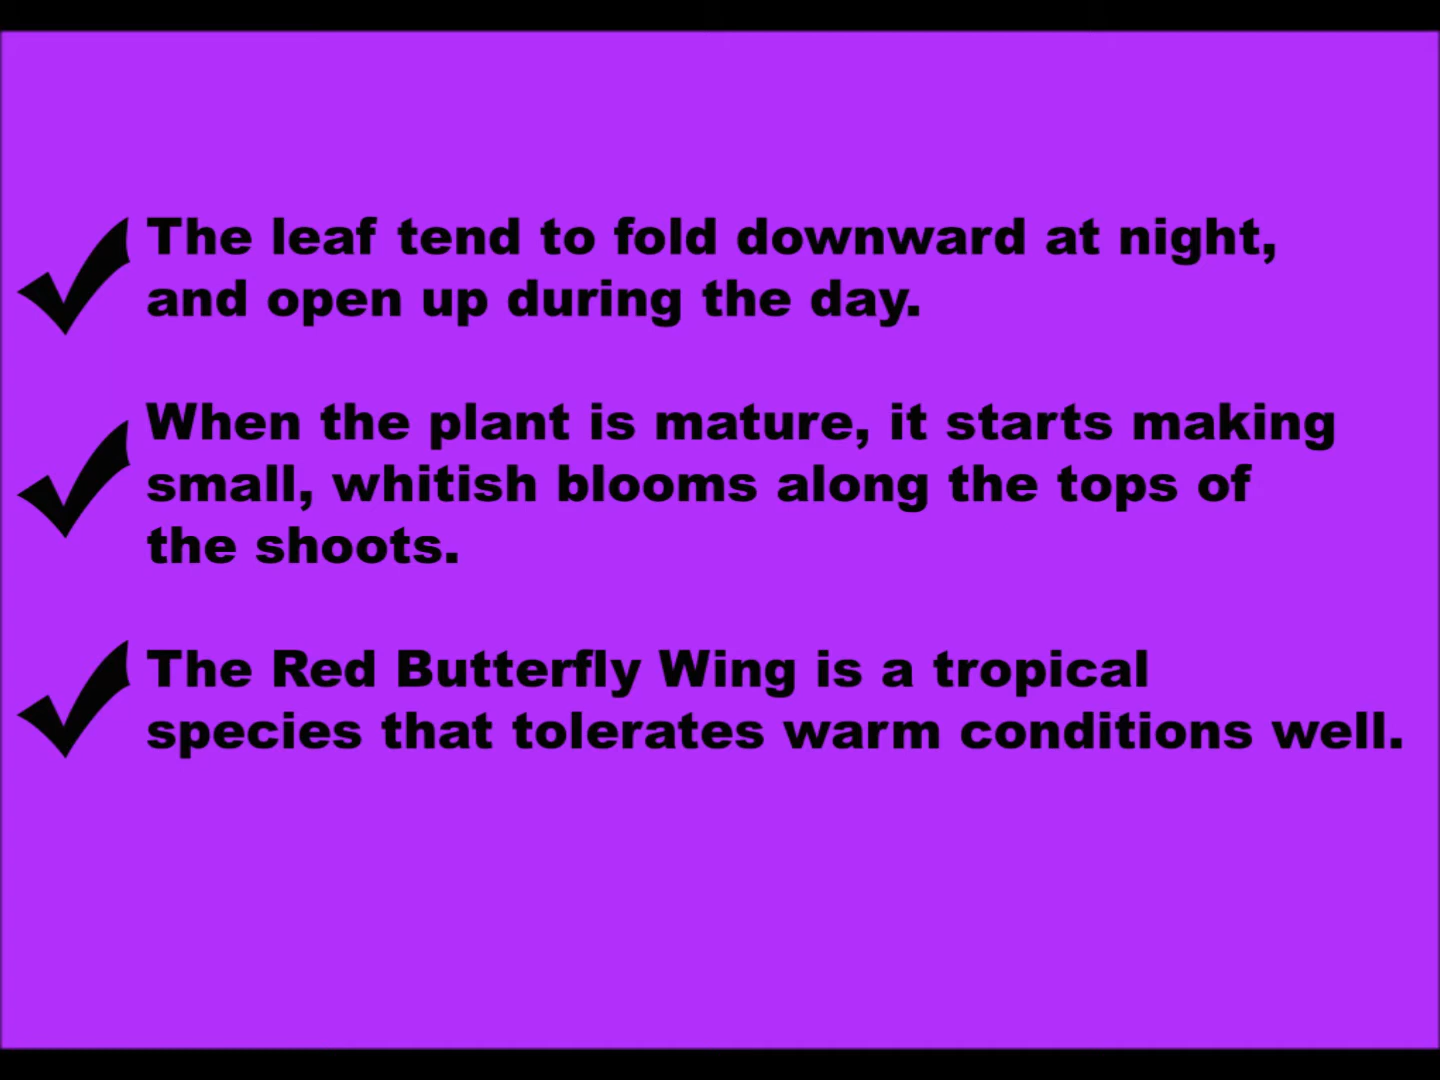 The leaf tend to fold downward at night,
and open up during the day.
When the plant is mature, it starts making
small, whitish blooms along the tops of
the shoots.
The Red Butterfly Wing is a tropical
species that tolerates warm conditions well.